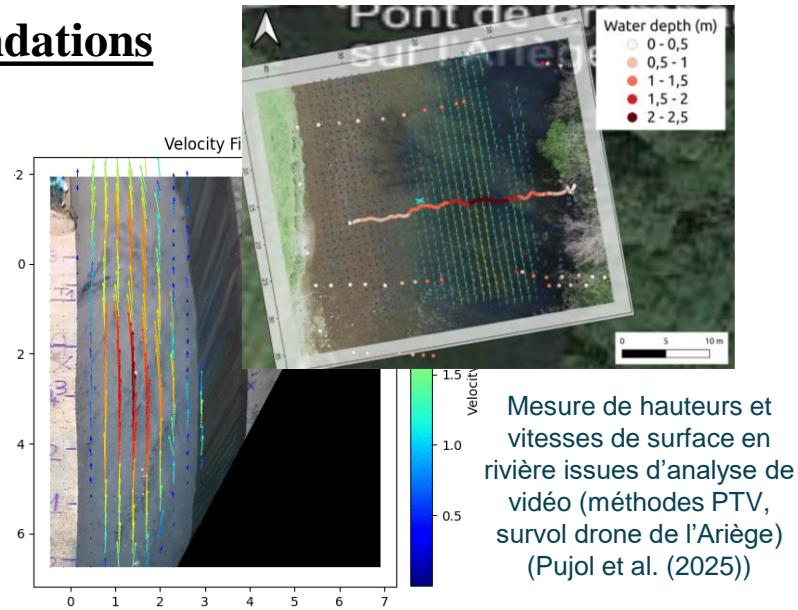 ndations
Pont de G
sur l'Ariège
Water depth (m)
0 - 0,5
0,5 - 1
1 - 1,5
1,5 - 2
2 - 2,5
0 5 10 m
Velocity Fi
-2
0
2
4
6
0 1 2 3 4 5 6 7
1.5
1.0
0.5
Velocity
Mesure de hauteurs et
vitesses de surface en
rivière issues d'analyse de
vidéo (méthodes PTV,
survol drone de l'Ariège)
(Pujol et al. (2025))